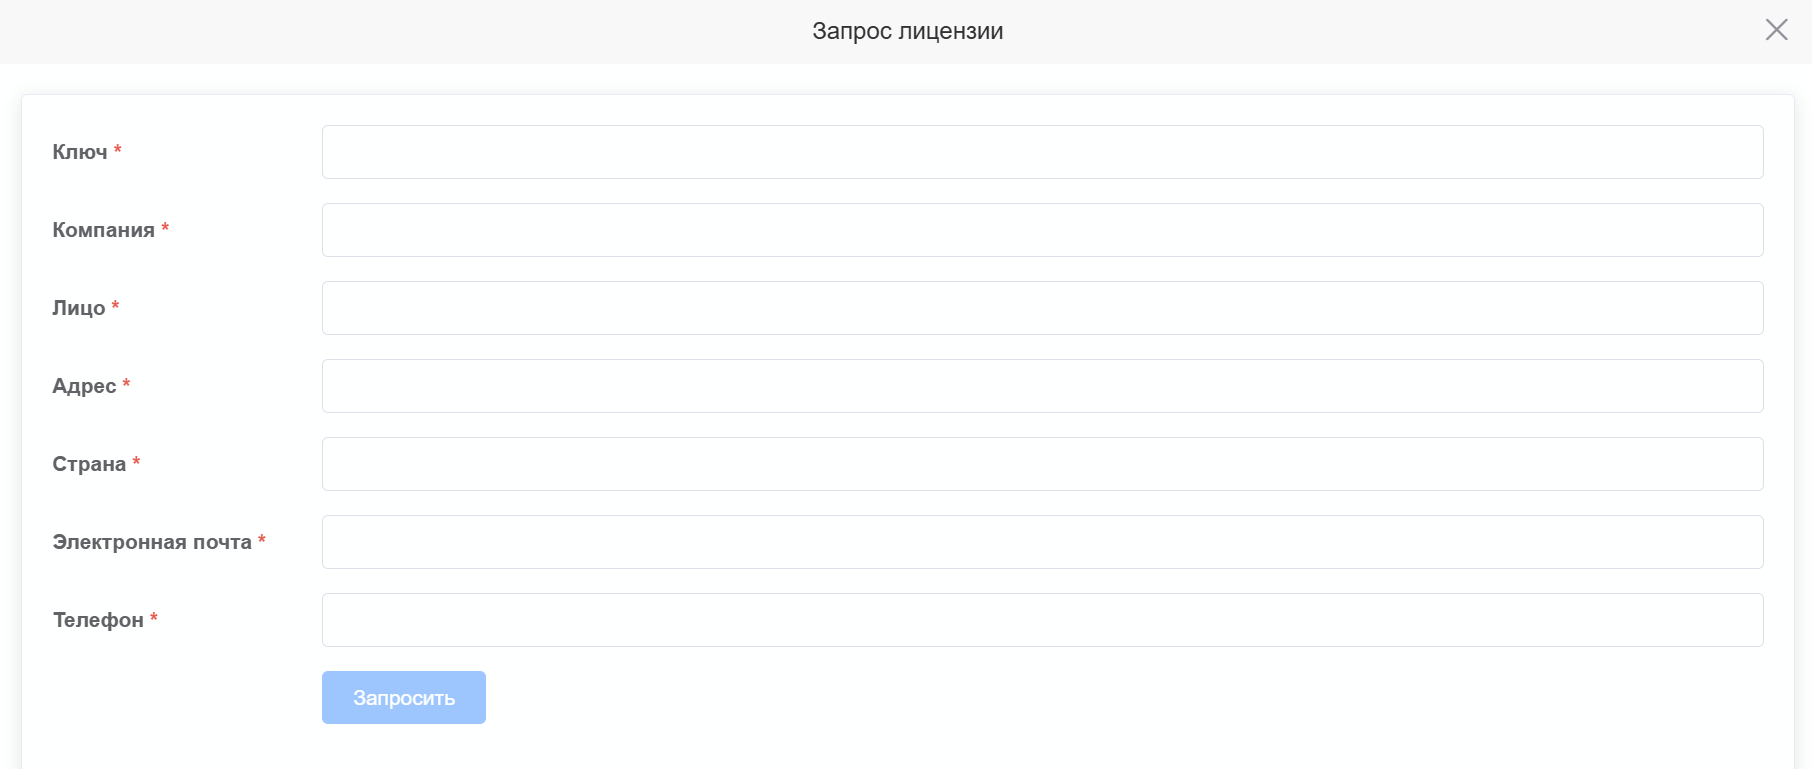 Запрос лицензии
Ключ *
Компания *
Лицо *
Адрес *
Страна *
Электронная почта *
Телефон *
Запросить